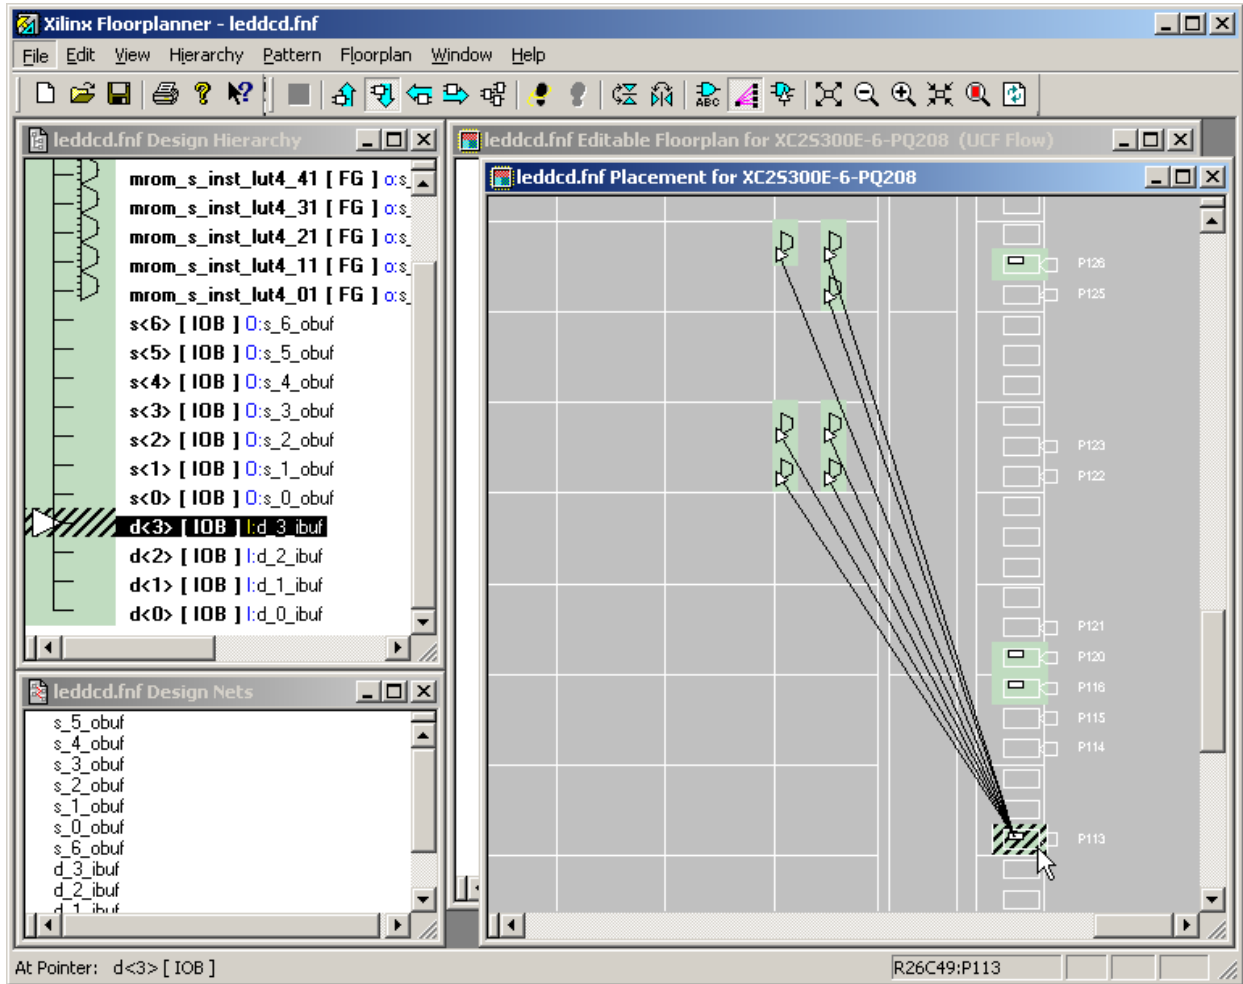 Xilinx Floorplanner - leddcd.fnf
File Edit View Hierarchy Pattern Floorplan Window Help
ABC
leddcd.fnf Design Hierarchy
mrom_s_inst_lut4_41 [ FG ] o:s_
mrom_s_inst_lut4_31 [ FG ] o:s_
mrom_s_inst_lut4_21 [ FG ] o:s_
mrom_s_inst_lut4_11 [ FG ] o:s_
mrom_s_inst_lut4_01 [ FG ] o:s_
s<6> [ IOB ] O:s_6_obuf
s<5> [ IOB ] O:s_5_obuf
s<4> [ IOB ] O:s_4_obuf
s<3> [ IOB ] O:s_3_obuf
s<2> [ IOB ] O:s_2_obuf
s<1> [ IOB ] O:s_1_obuf
s<0> [ IOB ] O:s_0_obuf
d<3> [ IOB ] I:d_3_ibuf
d<2> [ IOB ] I:d_2_ibuf
d<1> [ IOB ] I:d_1_ibuf
d<0> [ IOB ] I:d_0_ibuf
leddcd.fnf Design Nets
s_5_obuf
s_4_obuf
s_3_obuf
s_2_obuf
s_1_obuf
s_0_obuf
s_6_obuf
d_3_ibuf
d_2_ibuf
d_1_ibuf
leddcd.fnf Editable Floorplan for XC2S300E-6-PQ208 (UCF Flow)
leddcd.fnf Placement for XC2S300E-6-PQ208
P126
P125
P123
P122
P121
P120
P116
P115
P114
P113
At Pointer: d<3> [ IOB ]
R26C49:P113